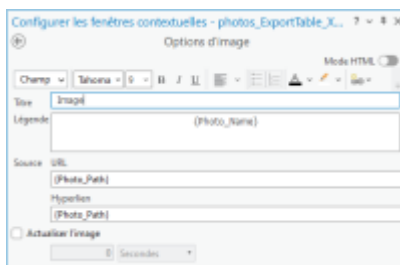 Configurer les fenêtres contextuelles - photos_ExportTable_X...
Options d'image
Mode HTML
Champ Tahoma 9 B I U A
Titre Image
Légende {Photo_Name}
Source URL
{Photo_Path}
Hyperlien
{Photo_Path}
Actualiser l'image
0 Secondes